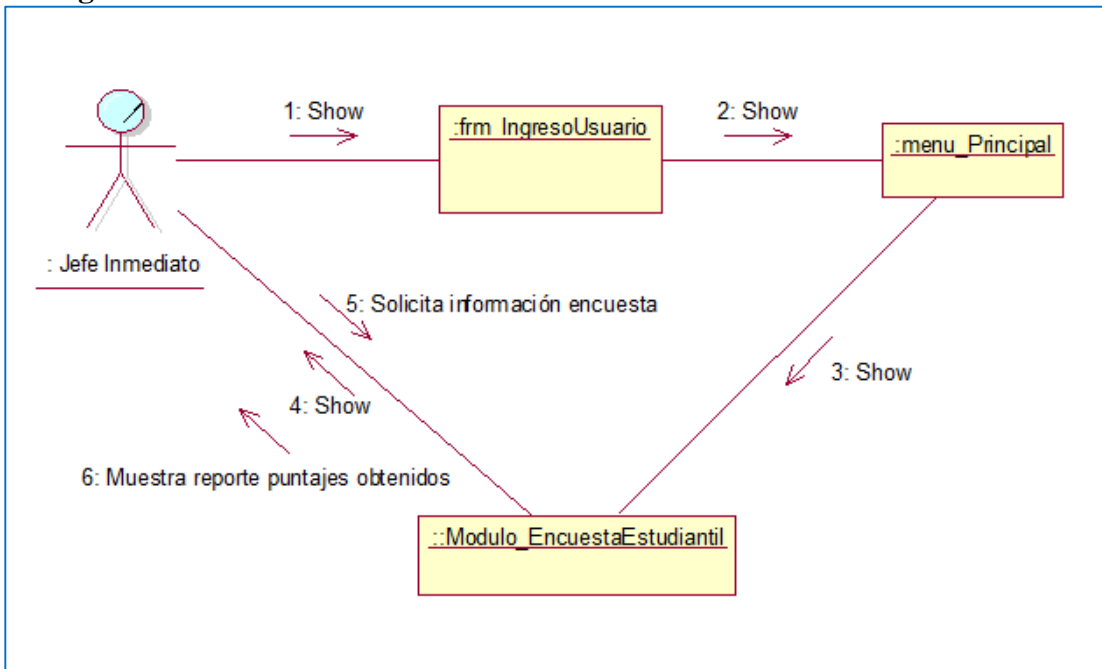 1: Show
:frm_IngresoUsuario
2: Show
:menu_Principal
: Jefe Inmediato
5: Solicita información encuesta
3: Show
4: Show
6: Muestra reporte puntajes obtenidos
::Modulo_EncuestaEstudiantil